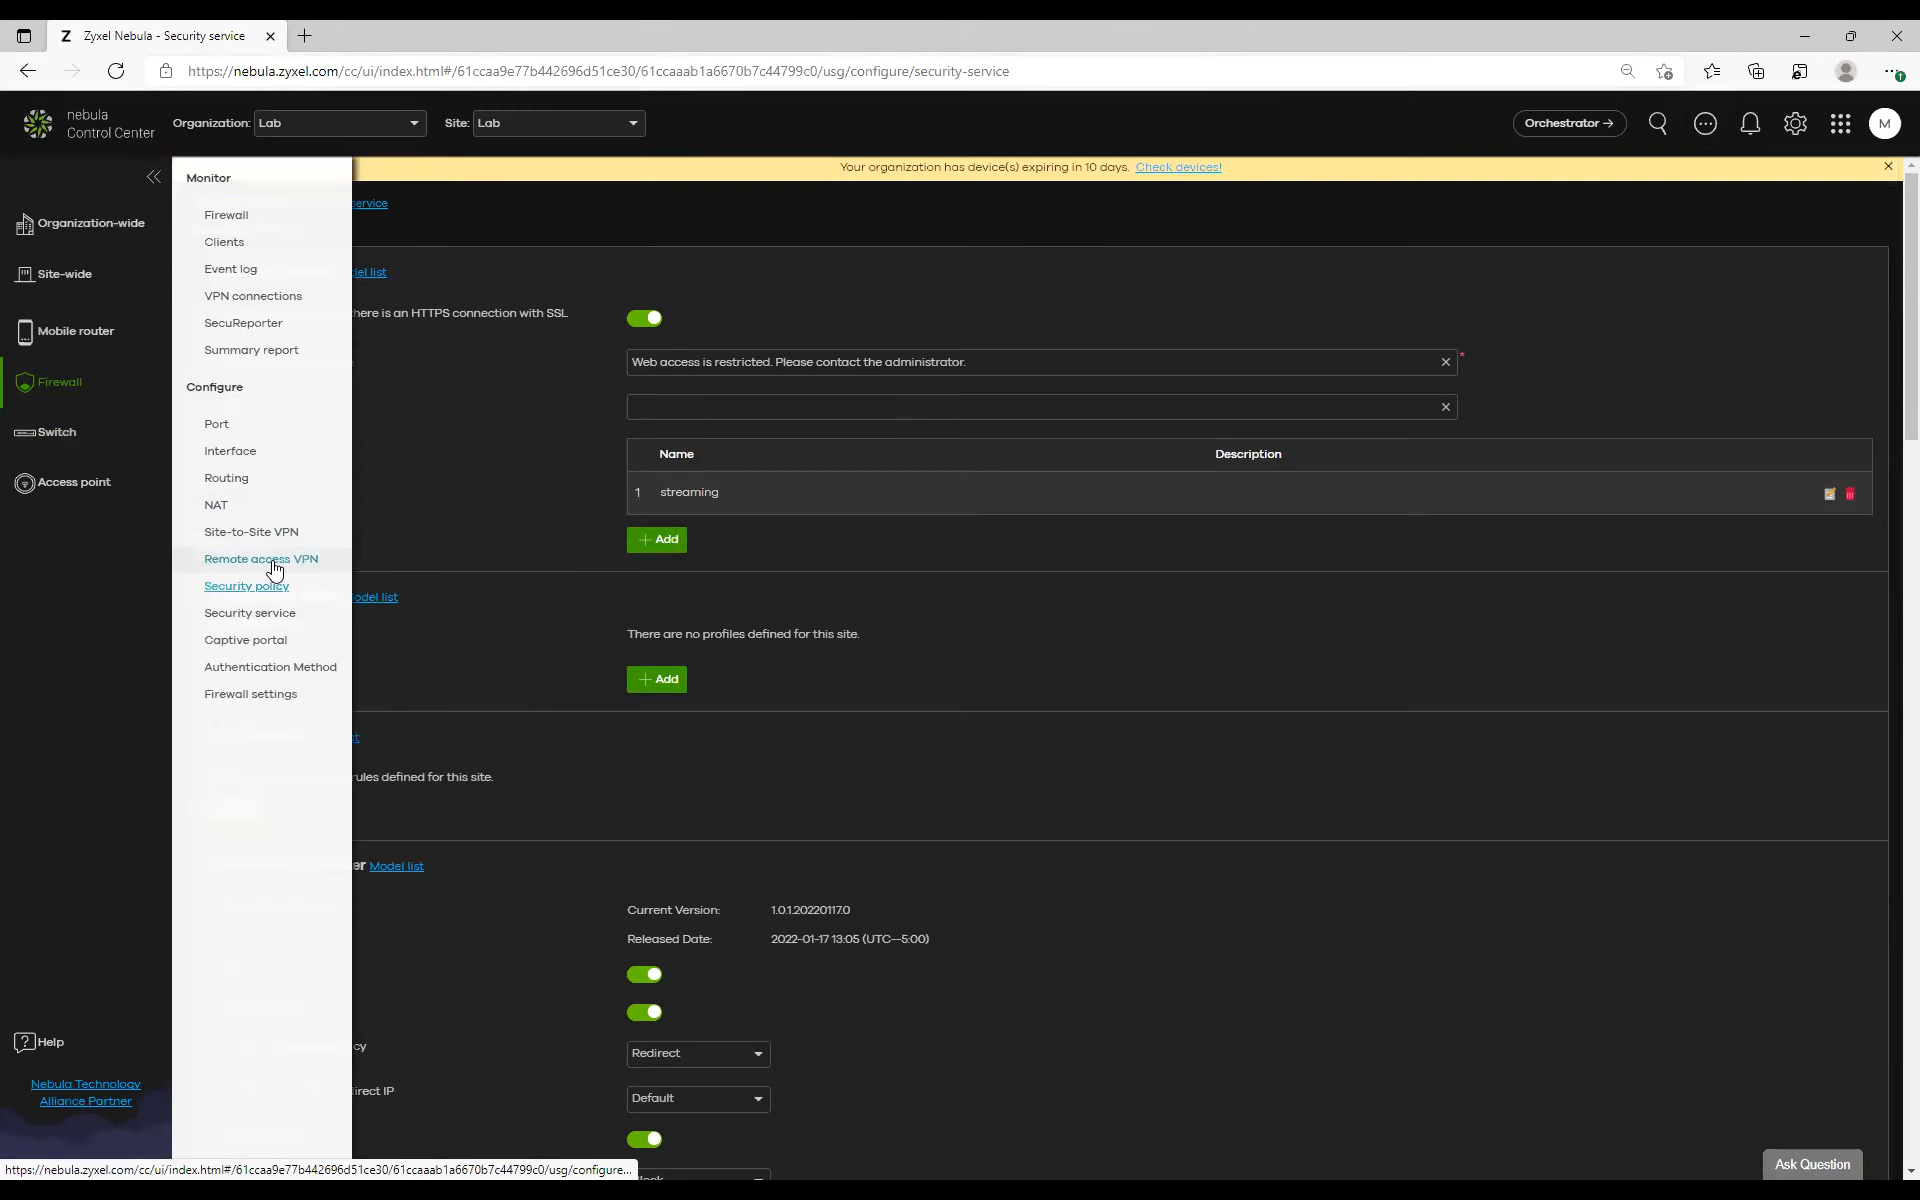 Zyxel Nebula - Security service
https://nebula.zyxel.com/cc/ui/index.html#/61ccaa9e77b442696d51ce30/61ccaaab1a6670b7c44799c0/usg/configure/security-service
nebula
Control Center
Organization: Lab
Site: Lab
Orchestrator →
M
Your organization has device(s) expiring in 10 days. Check devices!
Organization-wide
Site-wide
Mobile router
Firewall
Switch
Access point
Help
Nebula Technology
Alliance Partner
Monitor
Firewall
Clients
Event log
VPN connections
SecuReporter
Summary report
Configure
Port
Interface
Routing
NAT
Site-to-Site VPN
Remote access VPN
Security policy
Security service
Captive portal
Authentication Method
Firewall settings
service
del list
there is an HTTPS connection with SSL
Web access is restricted. Please contact the administrator. *
Name Description
1 streaming
+ Add
odel list
There are no profiles defined for this site.
+ Add
st
rules defined for this site.
er Model list
Current Version: 1.0.1.20220117.0
Released Date: 2022-01-17 13:05 (UTC--5:00)
cy
Redirect
irect IP
Default
Ask Question
https://nebula.zyxel.com/cc/ui/index.html#/61ccaa9e77b442696d51ce30/61ccaaab1a6670b7c44799c0/usg/configure...